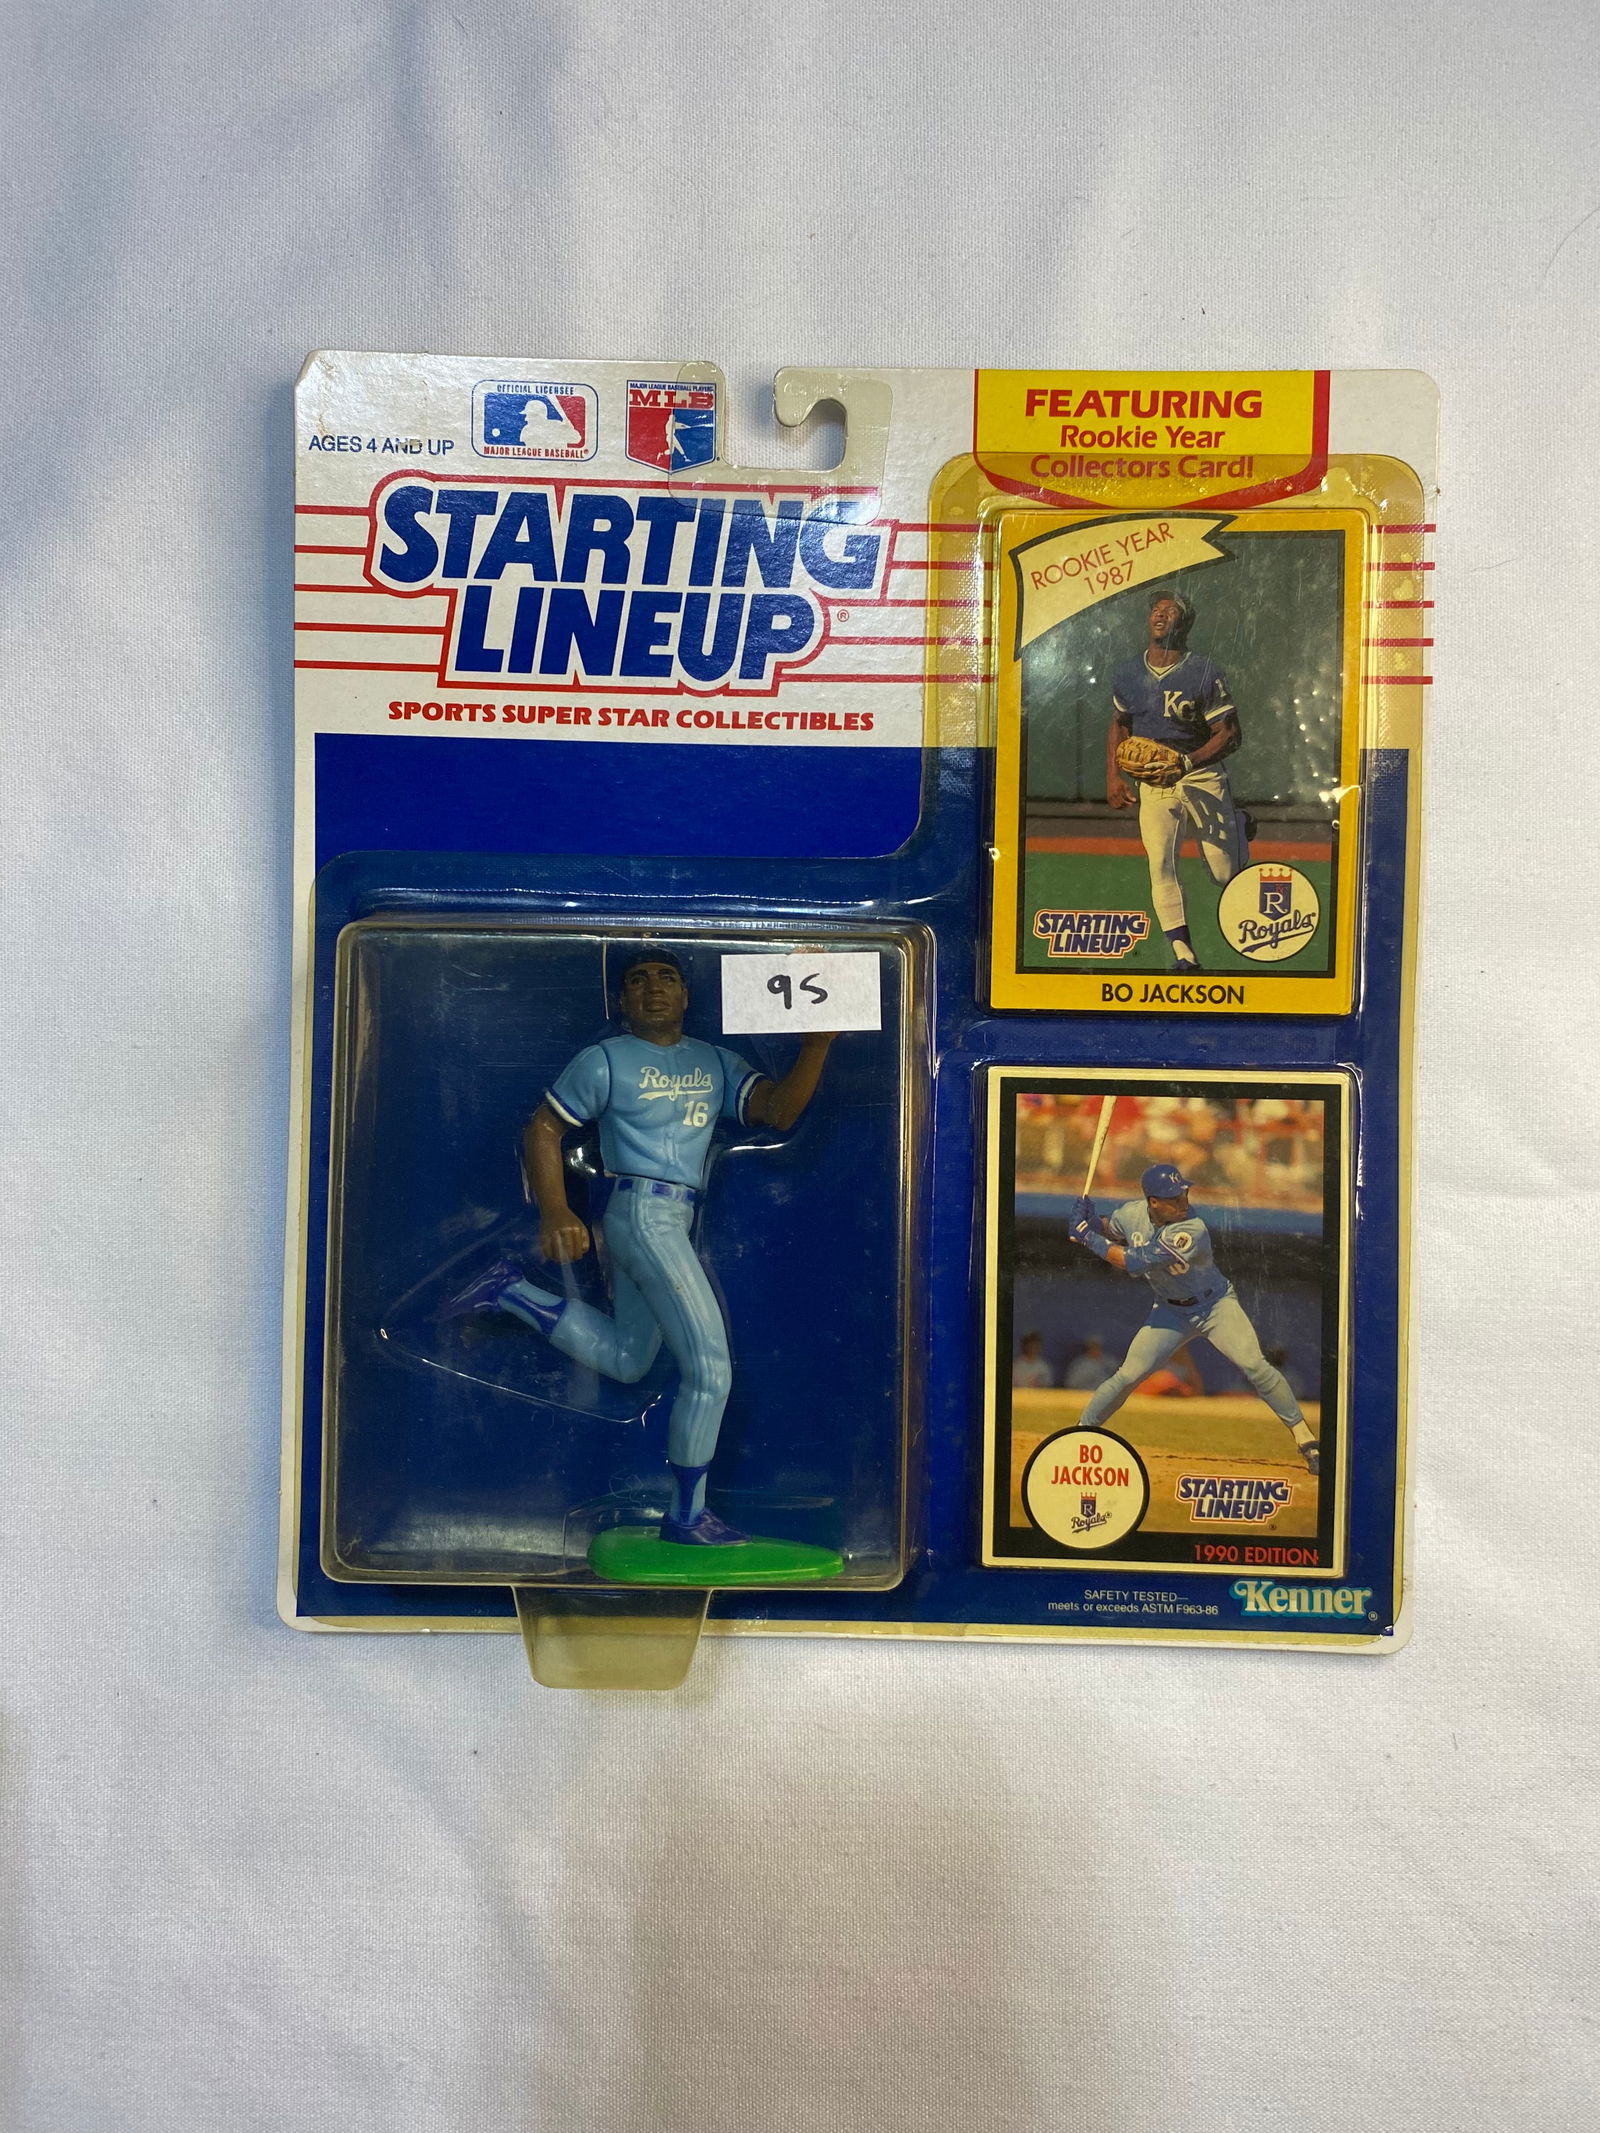 AGES 4 AND UP
OFFICIAL LICENSEE
MAJOR LEAGUE BASEBALL®
MAJOR LEAGUE BASEBALL PLAYERS
MLB
STARTING
LINEUP®
SPORTS SUPER STAR COLLECTIBLES
FEATURING
Rookie Year
Collectors Card!
ROOKIE YEAR
1987
KC
STARTING
LINEUP
R
Royals
BO JACKSON
95
Royals
16
BO
JACKSON
R
Royals
STARTING
LINEUP
1990 EDITION
SAFETY TESTED—
meets or exceeds ASTM F963-86
Kenner®